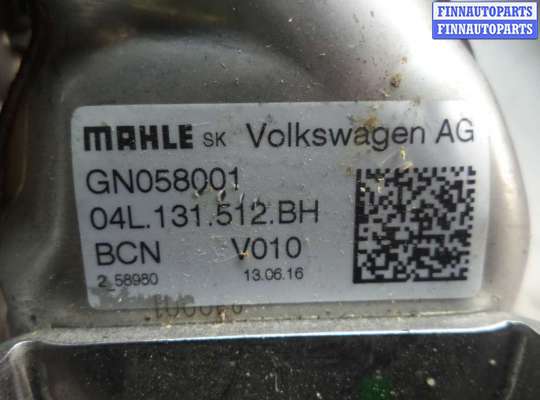 FINNAUTOPARTS
FINNAUTOPARTS
MAHLE SK Volkswagen AG
GN058001
04L.131.512.BH
BCN V010
2 58980 13.06.16